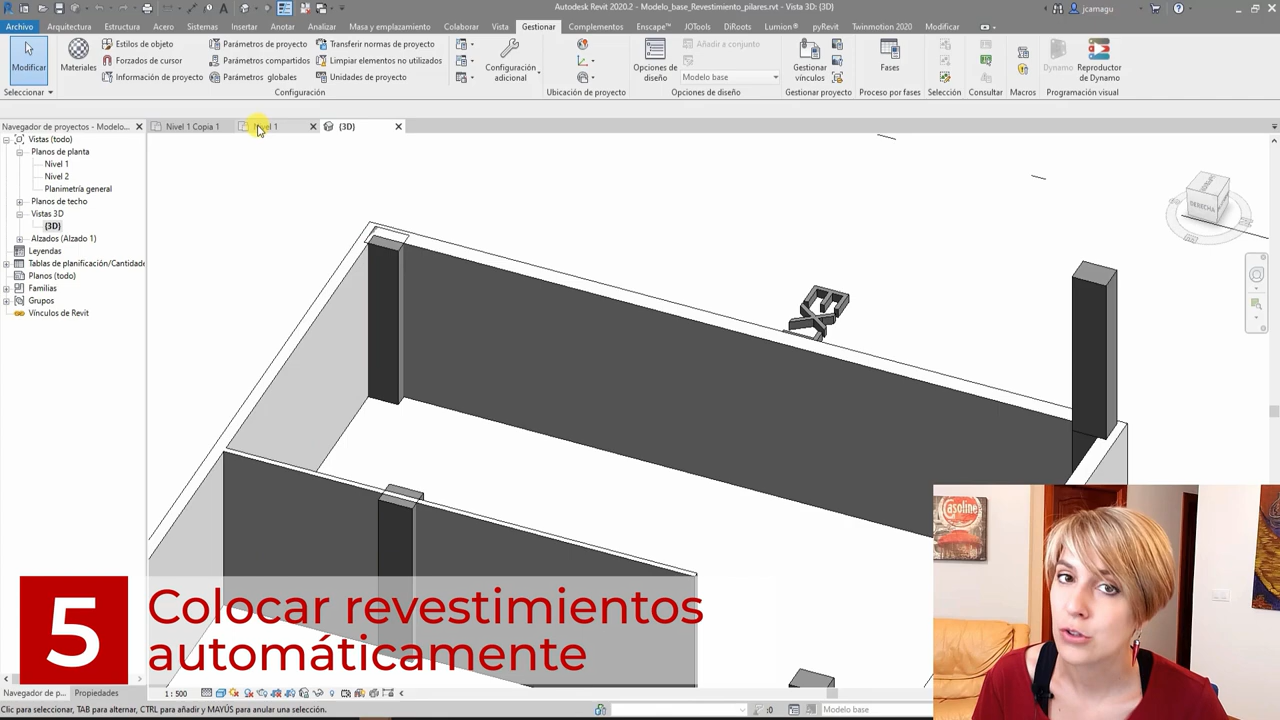 Autodesk Revit 2020.2 - Modelo_base_Revestimiento_pilares.rvt - Vista 3D: {3D}
jcamagu
Archivo Arquitectura Estructura Acero Sistemas Insertar Anotar Analizar Masa y emplazamiento Colaborar Vista Gestionar Complementos Enscape™ JOTools DiRoots Lumion® pyRevit Twinmotion 2020 Modificar
Modificar
Materiales
Estilos de objeto
Forzados de cursor
Información de proyecto
Parámetros de proyecto
Parámetros compartidos
Parámetros globales
Transferir normas de proyecto
Limpiar elementos no utilizados
Unidades de proyecto
Configuración
adicional
Opciones de
diseño
Añadir a conjunto
Modelo base
Gestionar
vínculos
Fases
Dynamo
Reproductor
de Dynamo
Seleccionar Configuración Ubicación de proyecto Opciones de diseño Gestionar proyecto Proceso por fases Selección Consultar Macros Programación visual
Navegador de proyectos - Modelo...
Nivel 1 Copia 1
{3D}
Vistas (todo)
Planos de planta
Nivel 1
Nivel 2
Planimetría general
Planos de techo
Vistas 3D
{3D}
Alzados (Alzado 1)
Leyendas
Tablas de planificación/Cantidade
Planos (todo)
Familias
Grupos
Vínculos de Revit
DERECHA
Gasoline
5
Colocar revestimientos
automáticamente
Navegador de p...
Propiedades
1 : 500
Clic para seleccionar, TAB para alternar, CTRL para añadir y MAYÚS para anular una selección.
:0
Modelo base